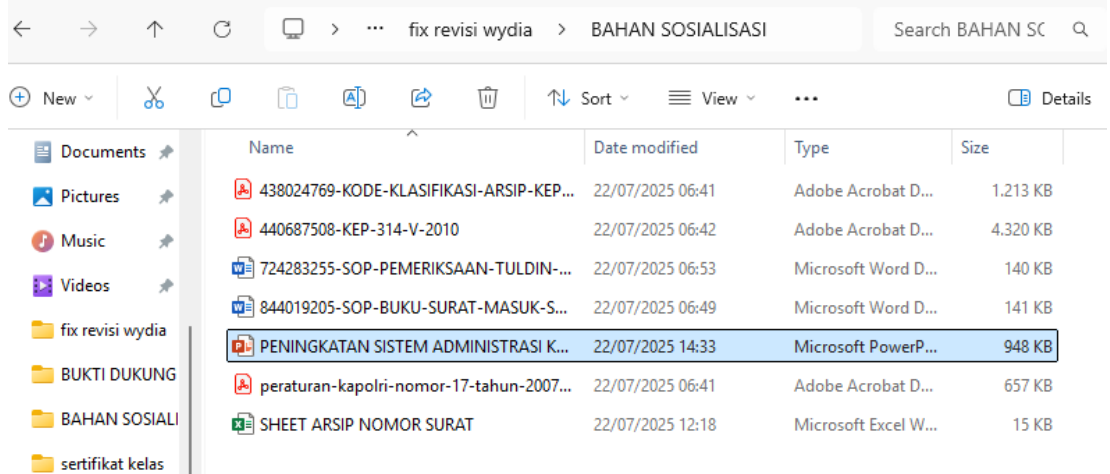 fix revisi wydia > BAHAN SOSIALISASI
Search BAHAN SC
New
Sort
View
Details
Name Date modified Type Size
Documents
Pictures
Music
Videos
fix revisi wydia
BUKTI DUKUNG
BAHAN SOSIALI
sertifikat kelas
438024769-KODE-KLASIFIKASI-ARSIP-KEP... 22/07/2025 06:41 Adobe Acrobat D... 1.213 KB
440687508-KEP-314-V-2010 22/07/2025 06:42 Adobe Acrobat D... 4.320 KB
724283255-SOP-PEMERIKSAAN-TULDIN-... 22/07/2025 06:53 Microsoft Word D... 140 KB
844019205-SOP-BUKU-SURAT-MASUK-S... 22/07/2025 06:49 Microsoft Word D... 141 KB
PENINGKATAN SISTEM ADMINISTRASI K... 22/07/2025 14:33 Microsoft PowerP... 948 KB
peraturan-kapolri-nomor-17-tahun-2007... 22/07/2025 06:41 Adobe Acrobat D... 657 KB
SHEET ARSIP NOMOR SURAT 22/07/2025 12:18 Microsoft Excel W... 15 KB